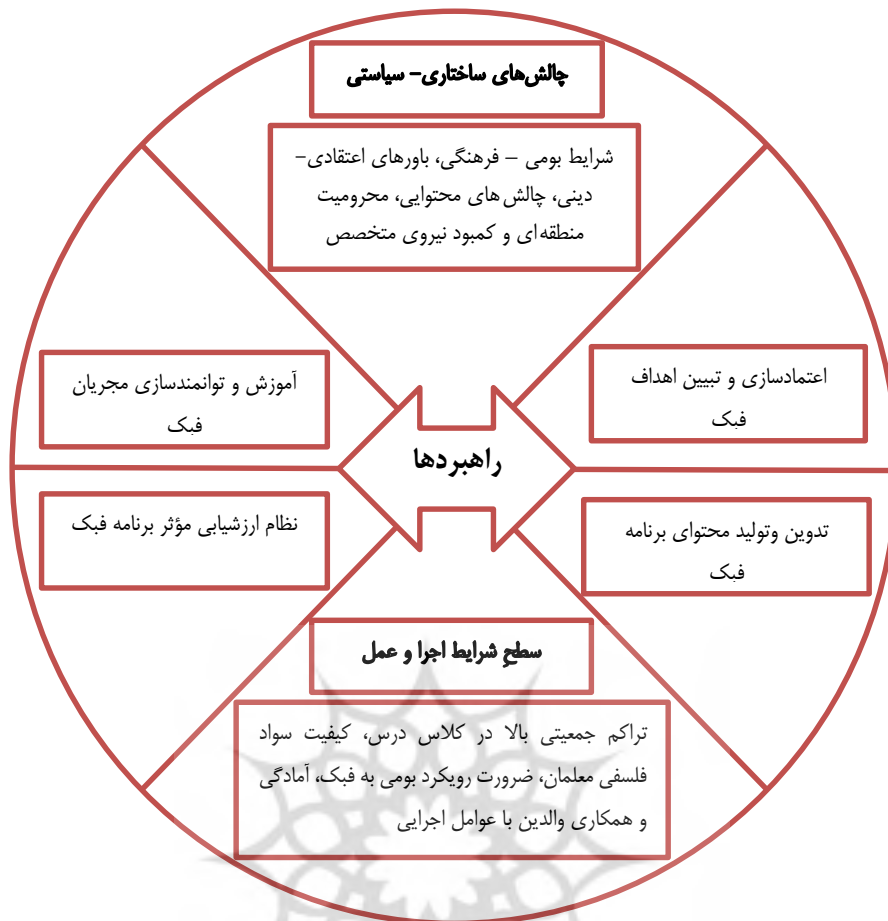 چالش‌های ساختاری- سیاستی
شرایط بومی – فرهنگی، باورهای اعتقادی-
دینی، چالش های محتوایی، محرومیت
منطقه‌ای و کمبود نیروی متخصص
اعتمادسازی و تبیین اهداف
فبک
آموزش و توانمندسازی مجریان
فبک
راهبردها
تدوین وتولید محتوای برنامه
فبک
نظام ارزشیابی مؤثر برنامه فبک
سطح شرایط اجرا و عمل
تراکم جمعیتی بالا در کلاس درس، کیفیت سواد
فلسفی معلمان، ضرورت رویکرد بومی به فبک، آمادگی
و همکاری والدین با عوامل اجرایی